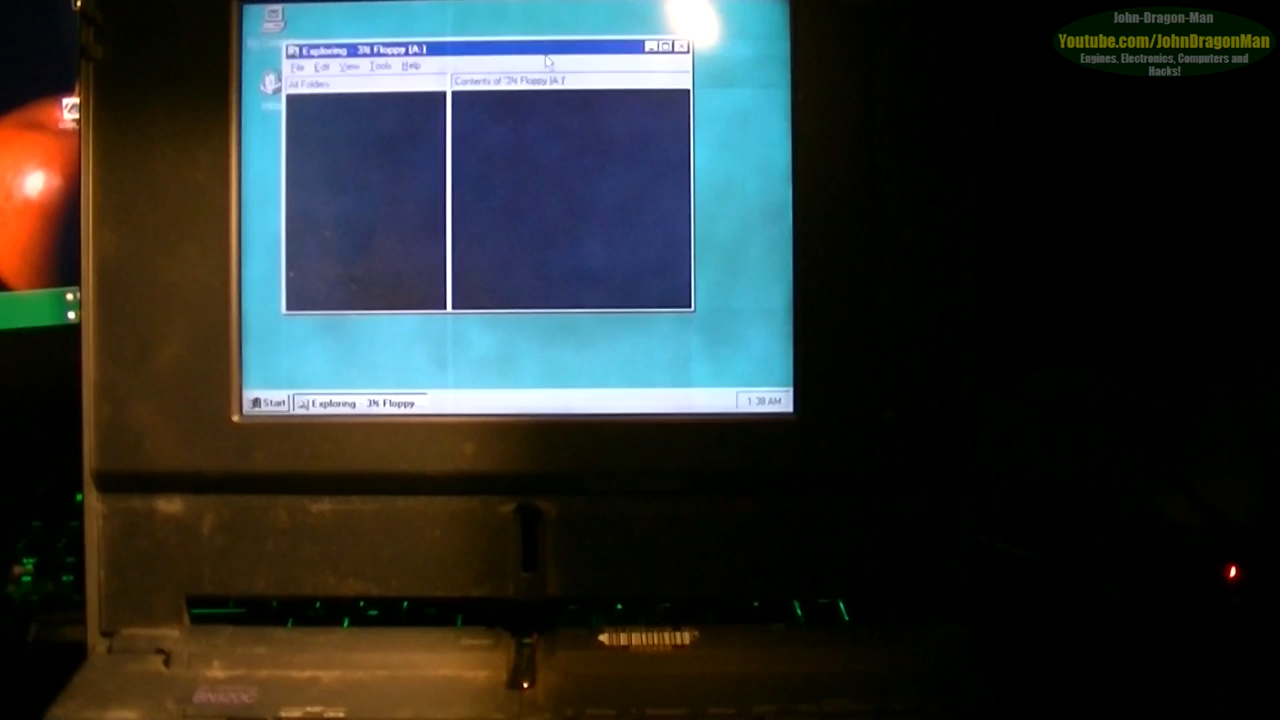 John-Dragon-Man
Youtube.com/JohnDragonMan
Engines, Electronics, Computers and
Hacks!
Exploring - 3½ Floppy (A:)
File Edit View Tools Help
All Folders
Contents of '3½ Floppy (A:)'
Start
Exploring - 3½ Floppy...
1:38 AM